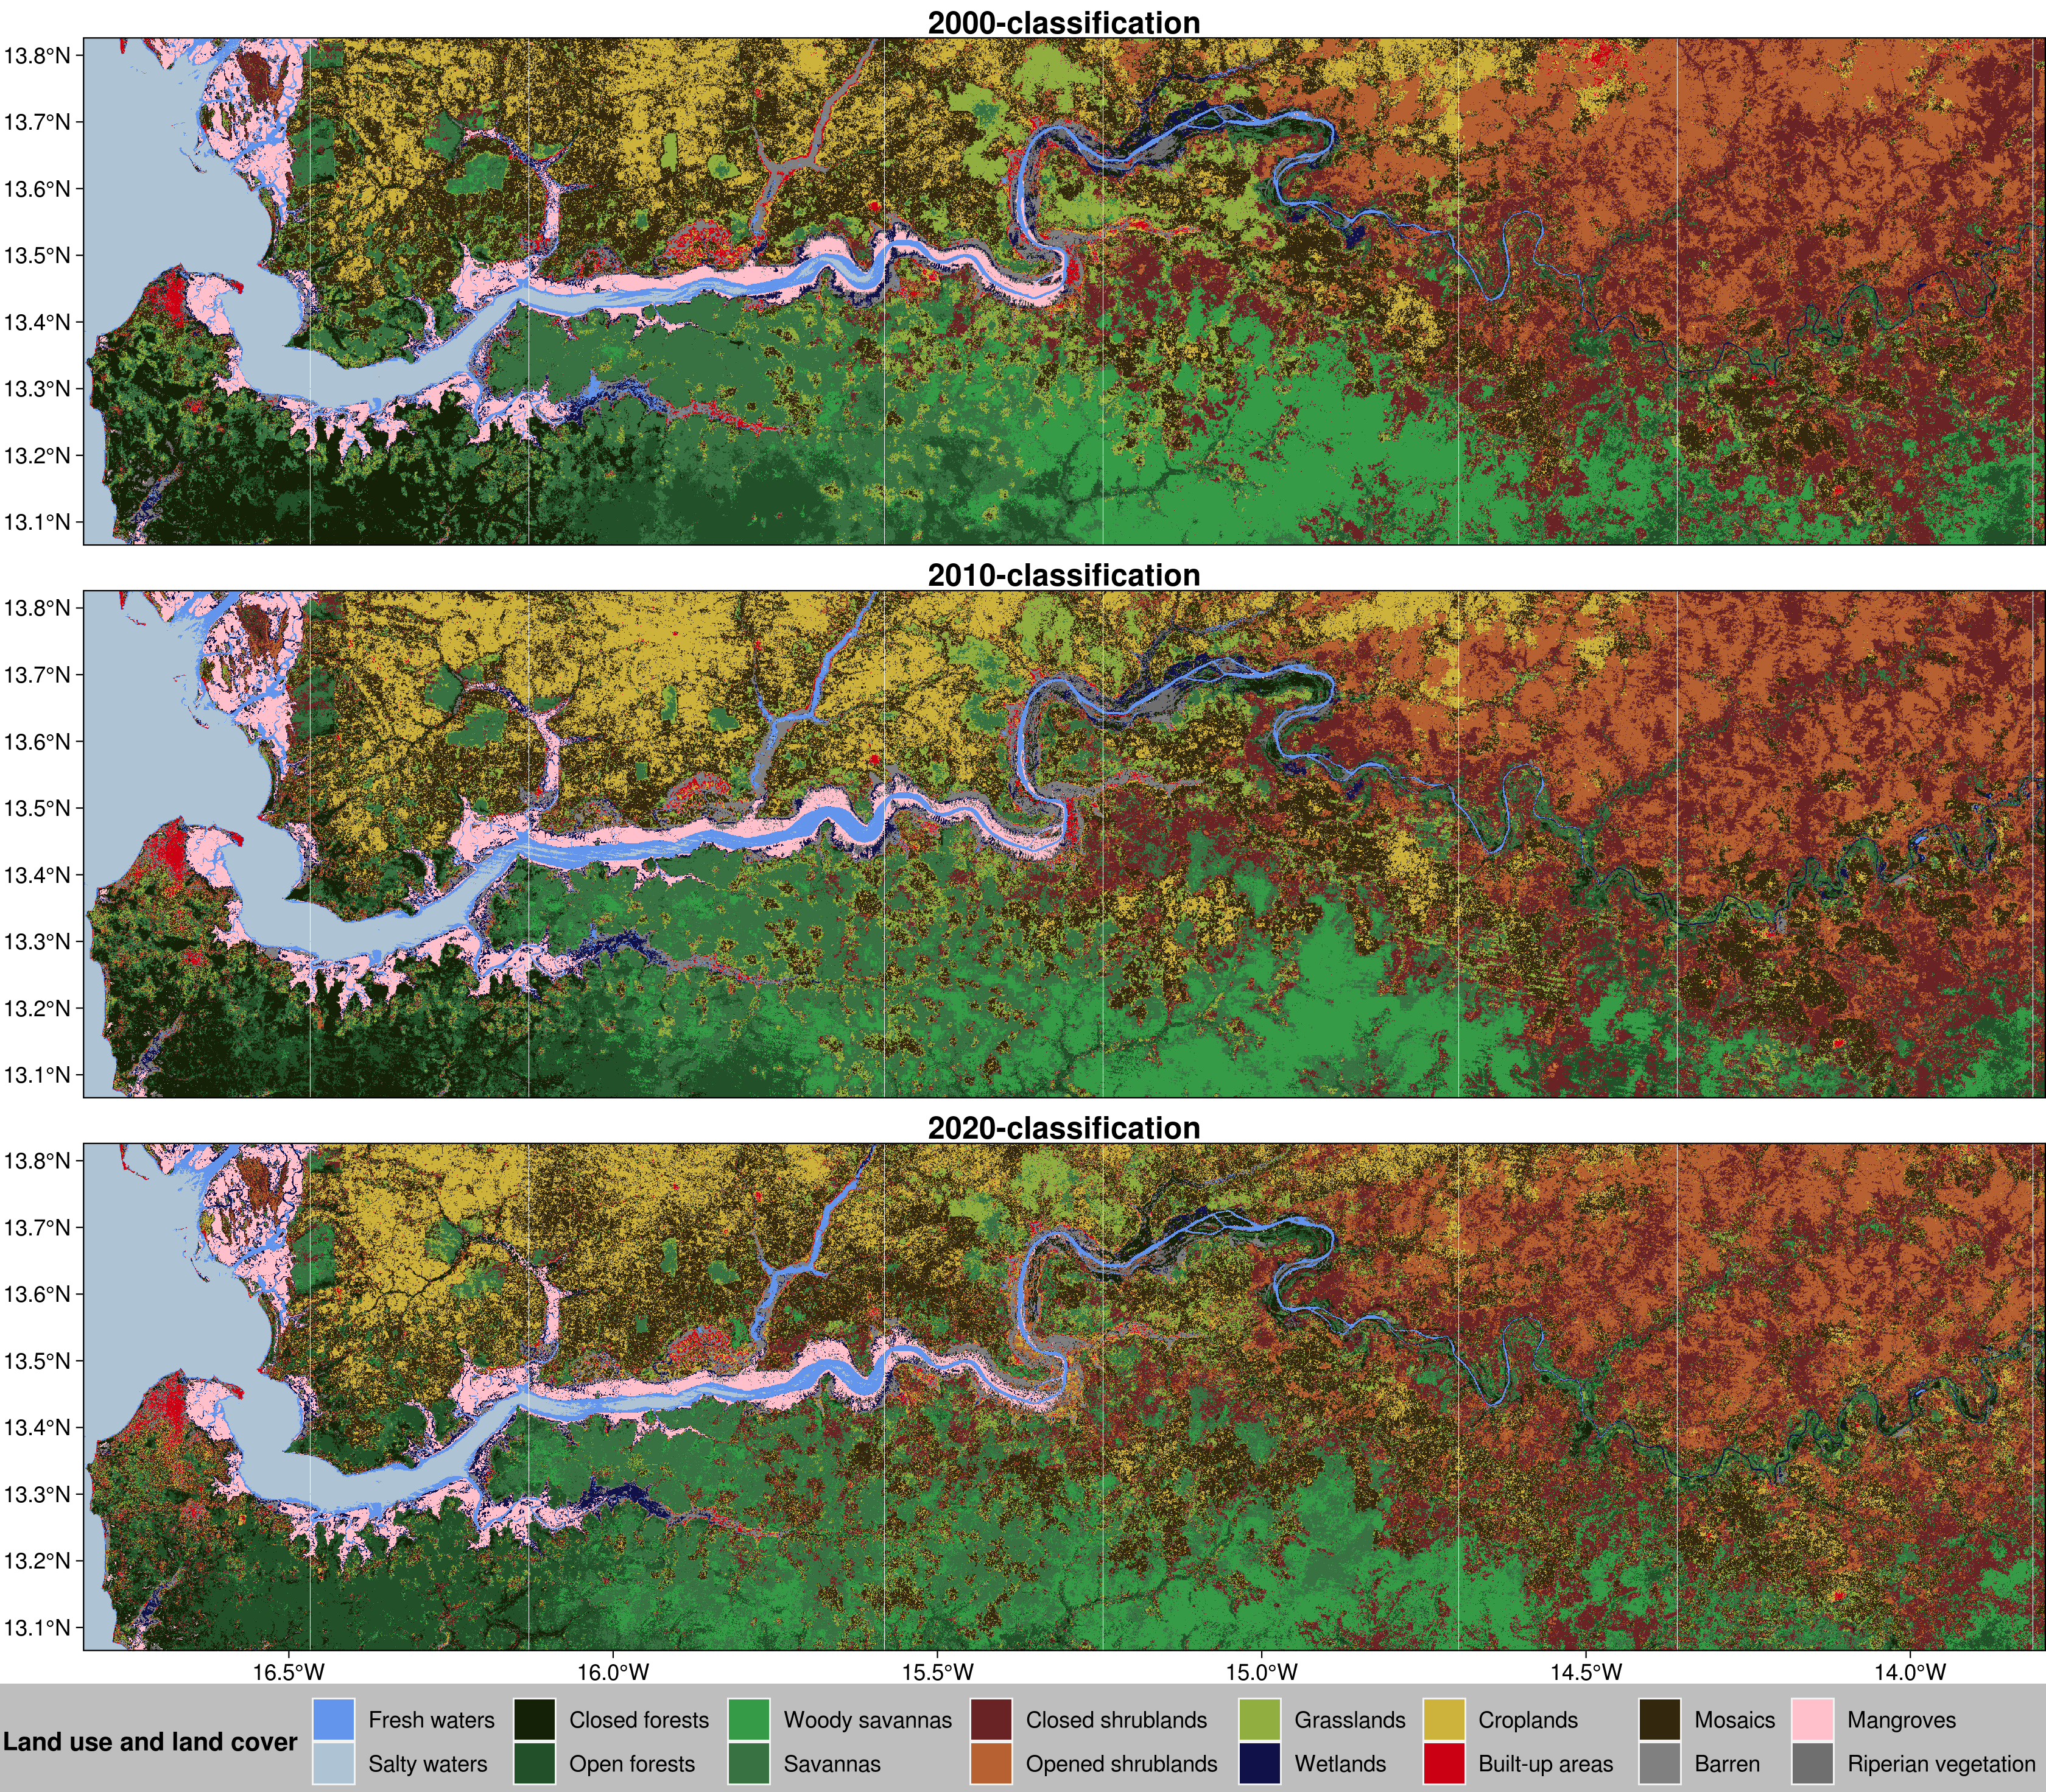 2000-classification
13.8°N
13.7°N
13.6°N
13.5°N
13.4°N
13.3°N
13.2°N
13.1°N
2010-classification
13.8°N
13.7°N
13.6°N
13.5°N
13.4°N
13.3°N
13.2°N
13.1°N
2020-classification
13.8°N
13.7°N
13.6°N
13.5°N
13.4°N
13.3°N
13.2°N
13.1°N
16.5°W 16.0°W 15.5°W 15.0°W 14.5°W 14.0°W
Land use and land cover
Fresh waters Closed forests Woody savannas Closed shrublands Grasslands Croplands Mosaics Mangroves
Salty waters Open forests Savannas Opened shrublands Wetlands Built-up areas Barren Riperian vegetation